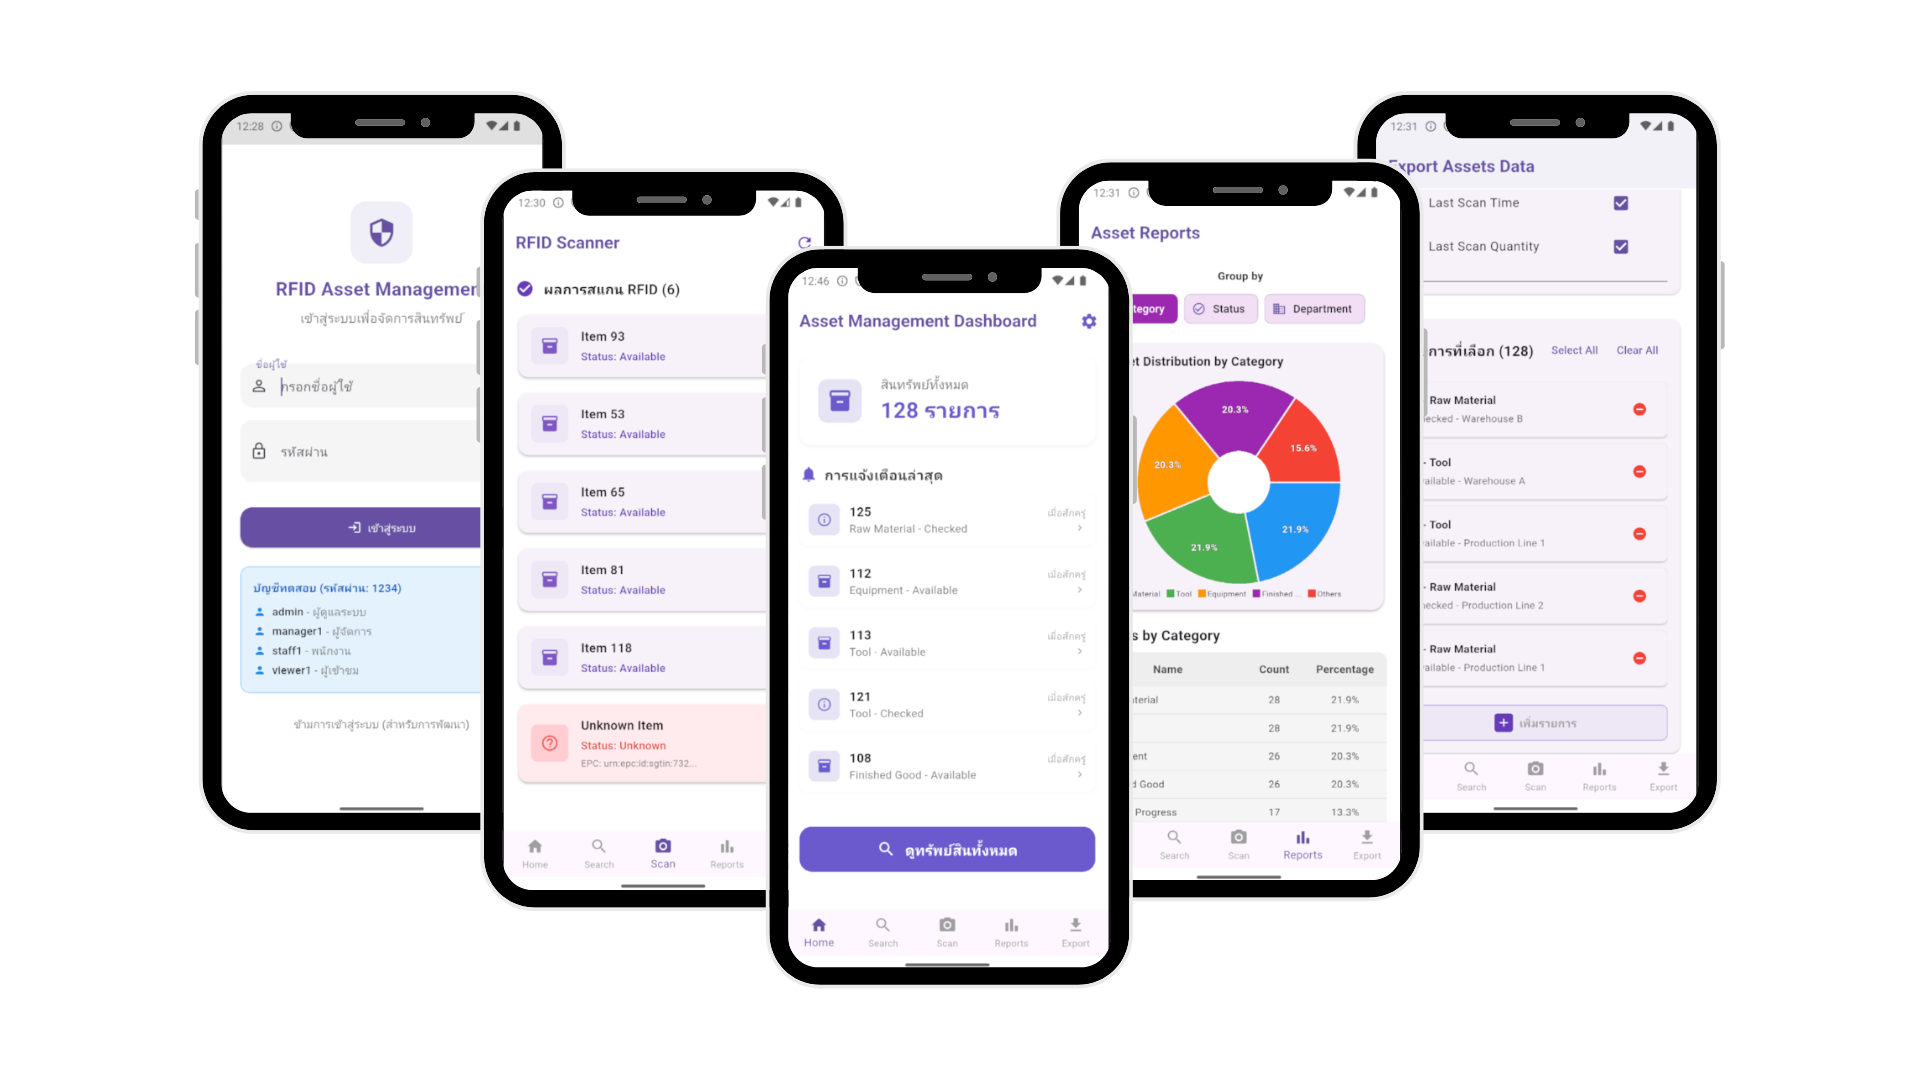 12:28
RFID Asset Managemen
เข้าสู่ระบบเพื่อจัดการสินทรัพย์
ชื่อผู้ใช้
กรอกชื่อผู้ใช้
รหัสผ่าน
เข้าสู่ระบบ
บัญชีทดสอบ (รหัสผ่าน: 1234)
admin - ผู้ดูแลระบบ
manager1 - ผู้จัดการ
staff1 - พนักงาน
viewer1 - ผู้เข้าชม
ข้ามการเข้าสู่ระบบ (สำหรับการพัฒนา)
12:30
RFID Scanner
ผลการสแกน RFID (6)
Item 93
Status: Available
Item 53
Status: Available
Item 65
Status: Available
Item 81
Status: Available
Item 118
Status: Available
Unknown Item
Status: Unknown
EPC: urn:epc:id:sgtin:732...
Home Search Scan Reports
12:46
Asset Management Dashboard
สินทรัพย์ทั้งหมด
128 รายการ
การแจ้งเตือนล่าสุด
125 เมื่อสักครู่
Raw Material - Checked
112 เมื่อสักครู่
Equipment - Available
113 เมื่อสักครู่
Tool - Available
121 เมื่อสักครู่
Tool - Checked
108 เมื่อสักครู่
Finished Good - Available
ดูทรัพย์สินทั้งหมด
Home Search Scan Reports Export
12:31
Asset Reports
Group by
tegory Status Department
et Distribution by Category
20.3%
15.6%
20.3%
21.9%
21.9%
Material Tool Equipment Finished ... Others
s by Category
Name Count Percentage
terial 28 21.9%
28 21.9%
ent 26 20.3%
d Good 26 20.3%
Progress 17 13.3%
Search Scan Reports Export
12:31
Export Assets Data
Last Scan Time
Last Scan Quantity
การที่เลือก (128) Select All Clear All
Raw Material
ecked - Warehouse B
- Tool
ailable - Warehouse A
- Tool
ailable - Production Line 1
- Raw Material
ecked - Production Line 2
- Raw Material
ailable - Production Line 1
เพิ่มรายการ
Search Scan Reports Export